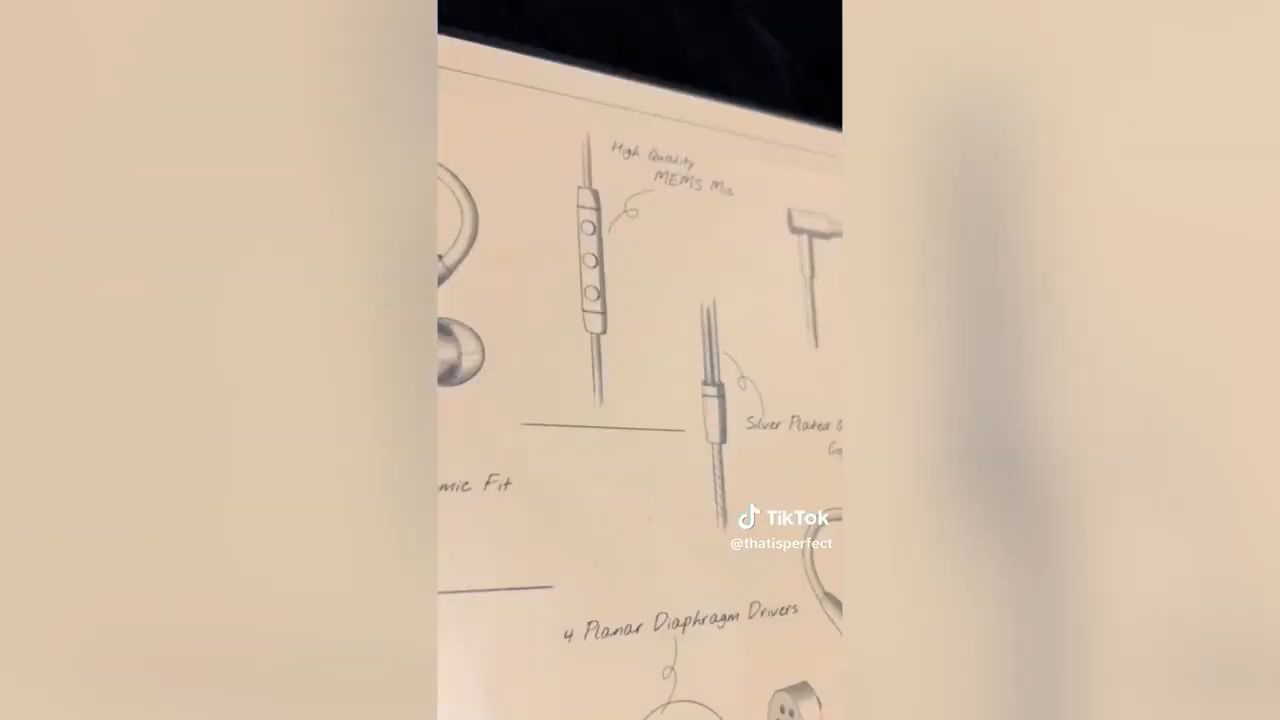 High Quality
MEMS Mic
Silver Plated
mic Fit
TikTok
@thatisperfect
4 Planar Diaphragm Drivers